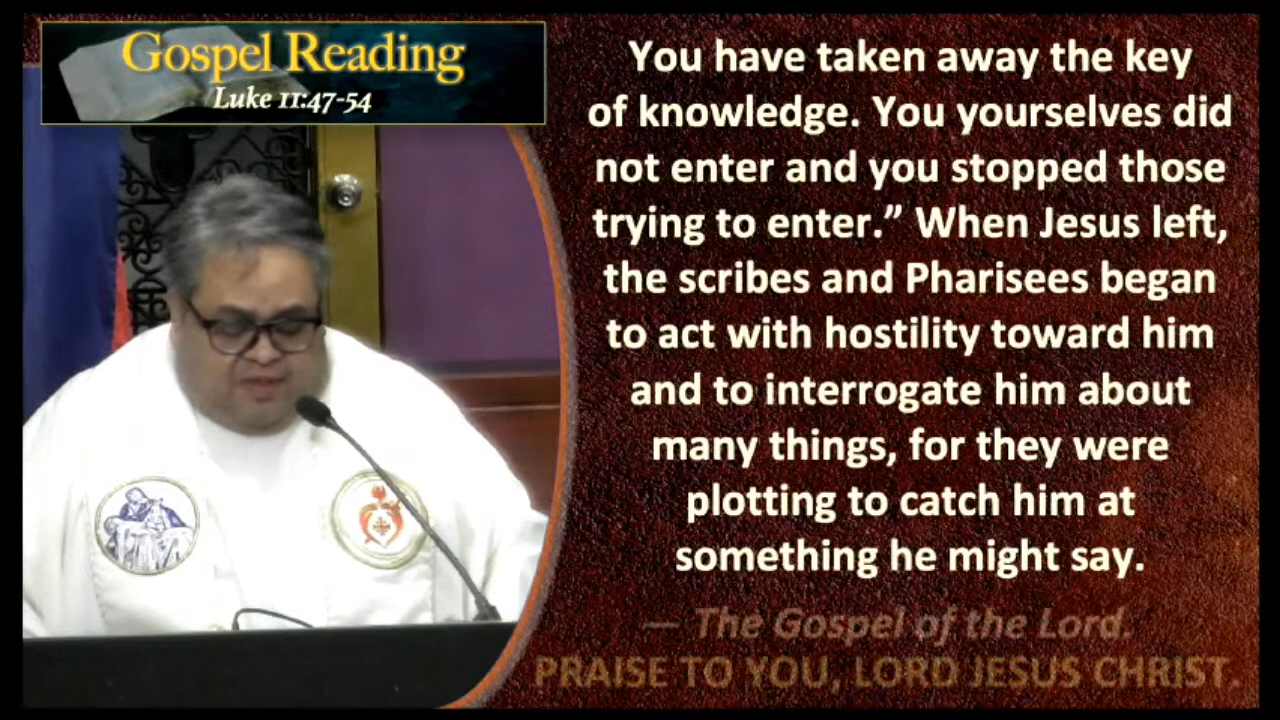 Gospel Reading
Luke 11:47-54
You have taken away the key
of knowledge. You yourselves did
not enter and you stopped those
trying to enter.” When Jesus left,
the scribes and Pharisees began
to act with hostility toward him
and to interrogate him about
many things, for they were
plotting to catch him at
something he might say.
— The Gospel of the Lord.
PRAISE TO YOU, LORD JESUS CHRIST.